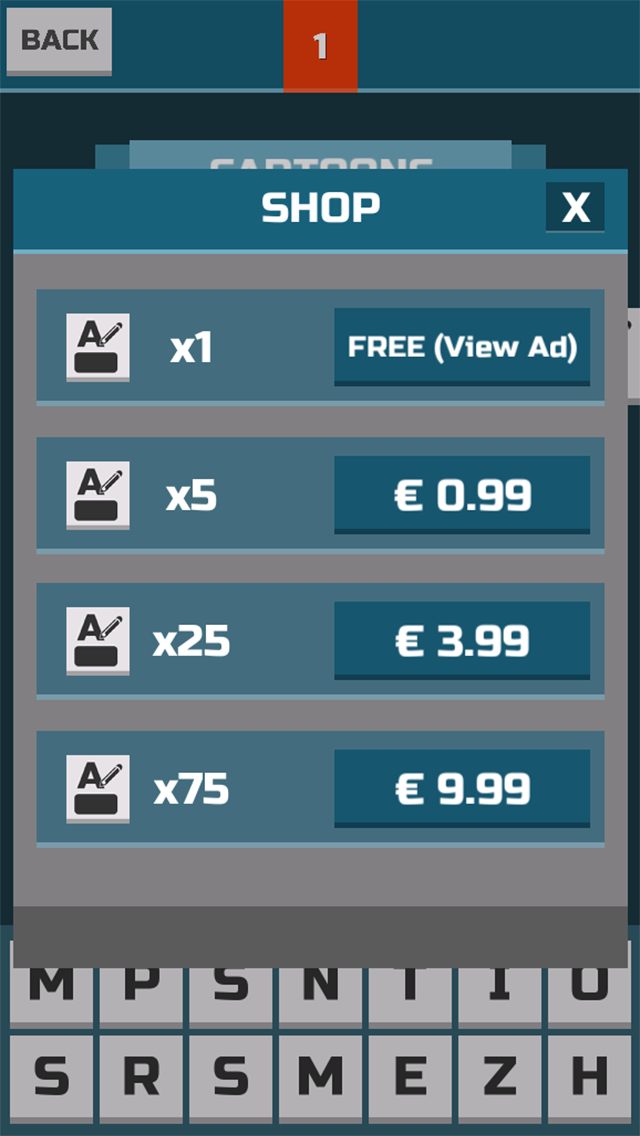 BACK
1
CARTOONS
SHOP
X
A
x1
FREE (View Ad)
A
x5
€ 0.99
A
x25
€ 3.99
A
x75
€ 9.99
M P S N T I O
S R S M E Z H